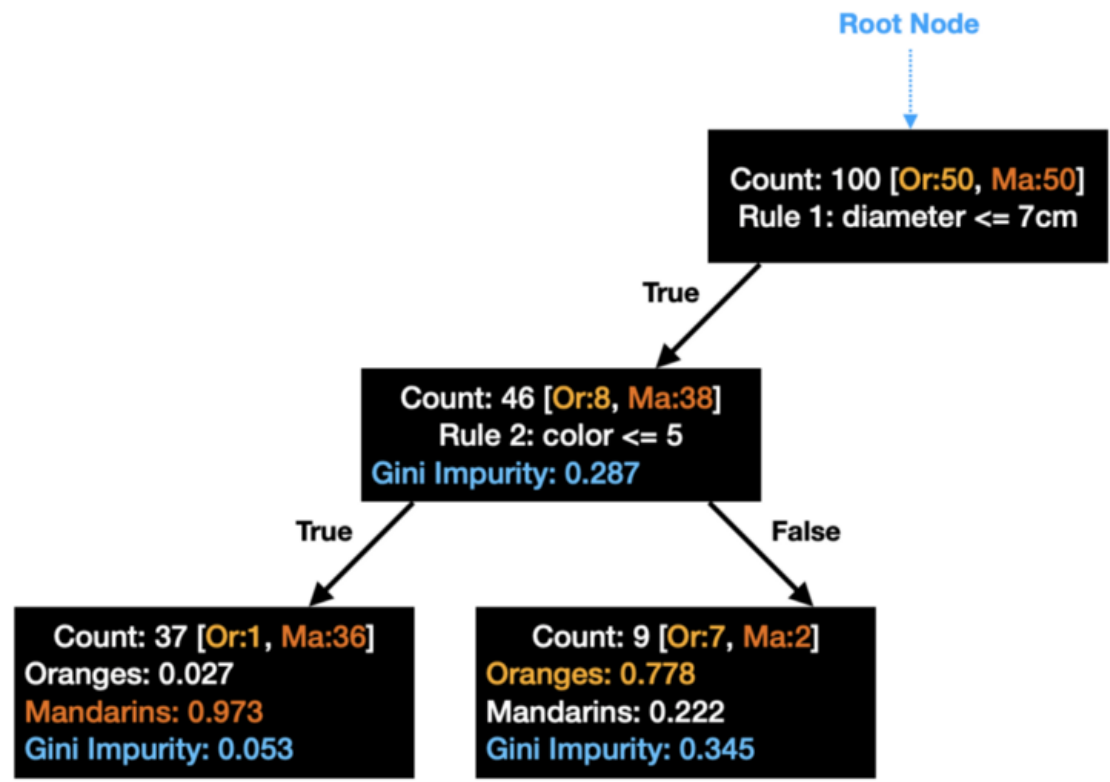 Root Node
Count: 100 [Or:50, Ma:50]
Rule 1: diameter <= 7cm
True
Count: 46 [Or:8, Ma:38]
Rule 2: color <= 5
Gini Impurity: 0.287
True
False
Count: 37 [Or:1, Ma:36]
Oranges: 0.027
Mandarins: 0.973
Gini Impurity: 0.053
Count: 9 [Or:7, Ma:2]
Oranges: 0.778
Mandarins: 0.222
Gini Impurity: 0.345